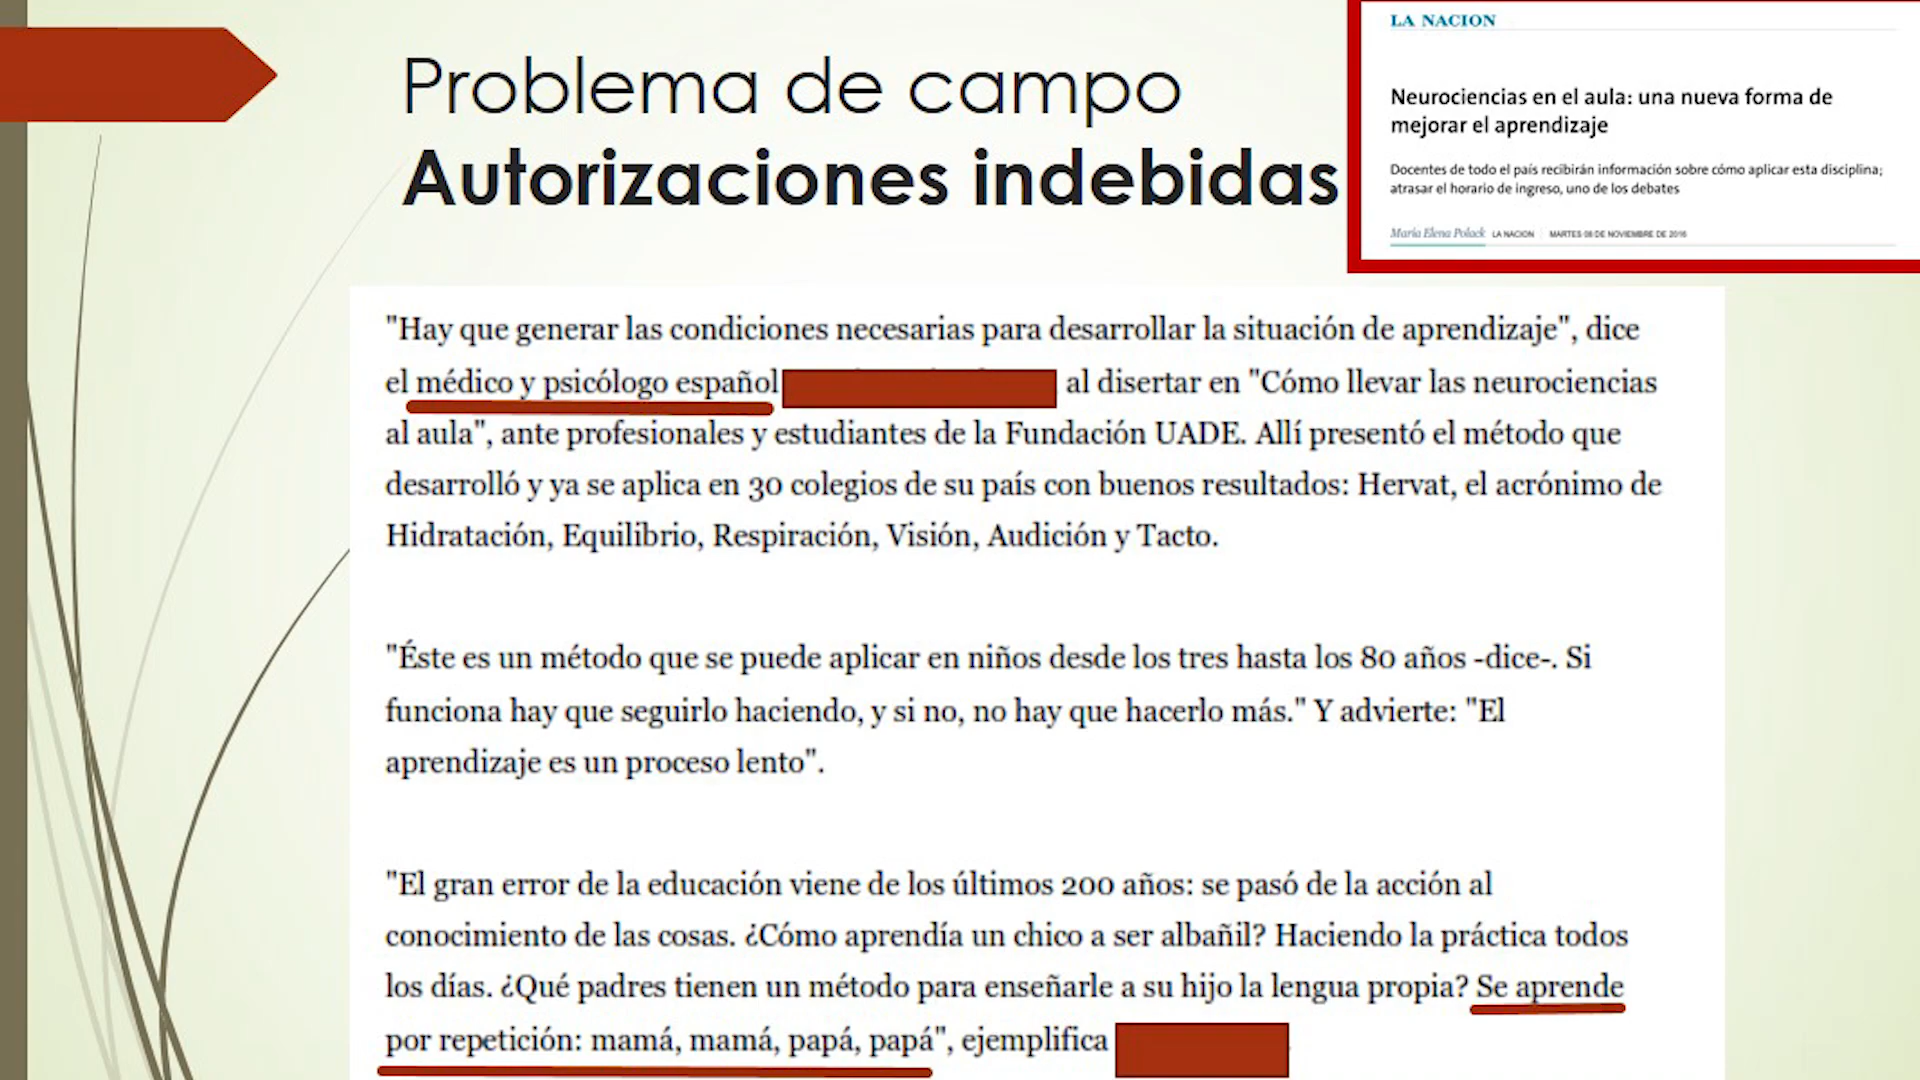 Problema de campo
Autorizaciones indebidas
LA NACION
Neurociencias en el aula: una nueva forma de
mejorar el aprendizaje
Docentes de todo el país recibirán información sobre cómo aplicar esta disciplina;
atrasar el horario de ingreso, uno de los debates
María Elena Polack LA NACION MARTES 08 DE NOVIEMBRE DE 2016
"Hay que generar las condiciones necesarias para desarrollar la situación de aprendizaje", dice
el médico y psicólogo español al disertar en "Cómo llevar las neurociencias
al aula", ante profesionales y estudiantes de la Fundación UADE. Allí presentó el método que
desarrolló y ya se aplica en 30 colegios de su país con buenos resultados: Hervat, el acrónimo de
Hidratación, Equilibrio, Respiración, Visión, Audición y Tacto.
"Éste es un método que se puede aplicar en niños desde los tres hasta los 80 años -dice-. Si
funciona hay que seguirlo haciendo, y si no, no hay que hacerlo más." Y advierte: "El
aprendizaje es un proceso lento".
"El gran error de la educación viene de los últimos 200 años: se pasó de la acción al
conocimiento de las cosas. ¿Cómo aprendía un chico a ser albañil? Haciendo la práctica todos
los días. ¿Qué padres tienen un método para enseñarle a su hijo la lengua propia? Se aprende
por repetición: mamá, mamá, papá, papá", ejemplifica